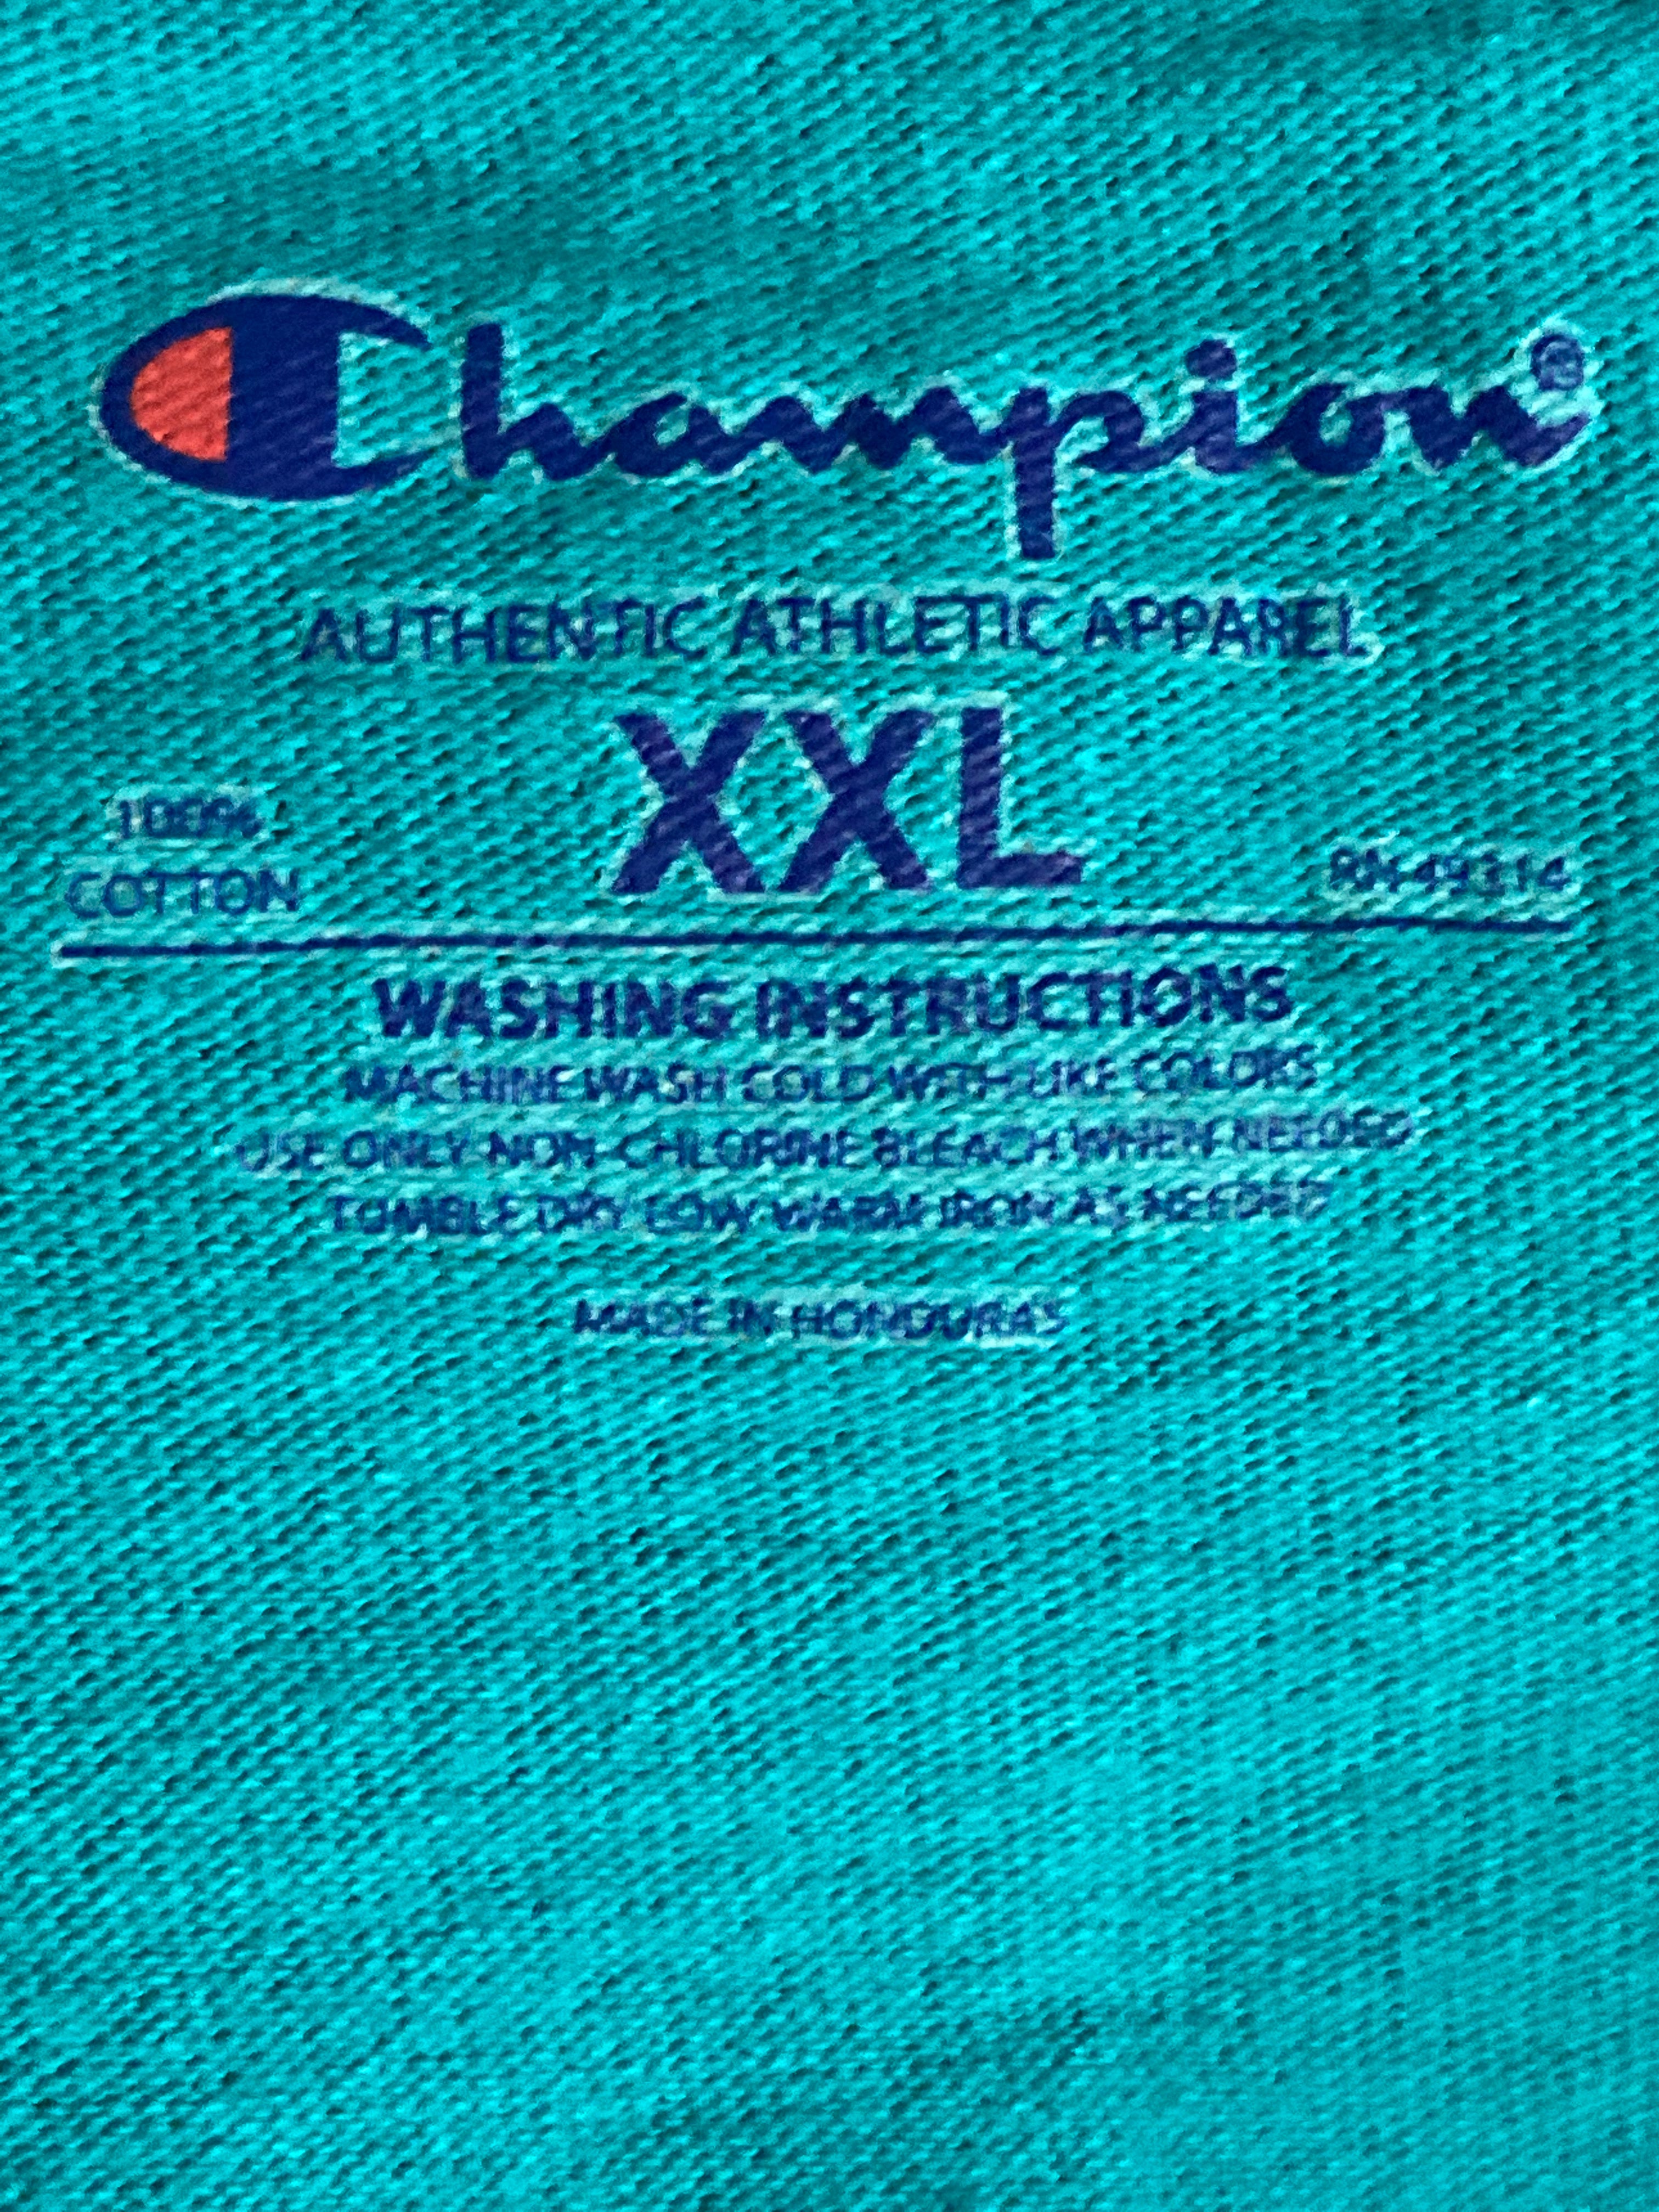 Champion®
AUTHENTIC ATHLETIC APPAREL
XXL
100%
COTTON
RN 49314
WASHING INSTRUCTIONS
MACHINE WASH COLD WITH LIKE COLORS
USE ONLY NON-CHLORINE BLEACH WHEN NEEDED
TUMBLE DRY LOW WARM IRON AS NEEDED
MADE IN HONDURAS